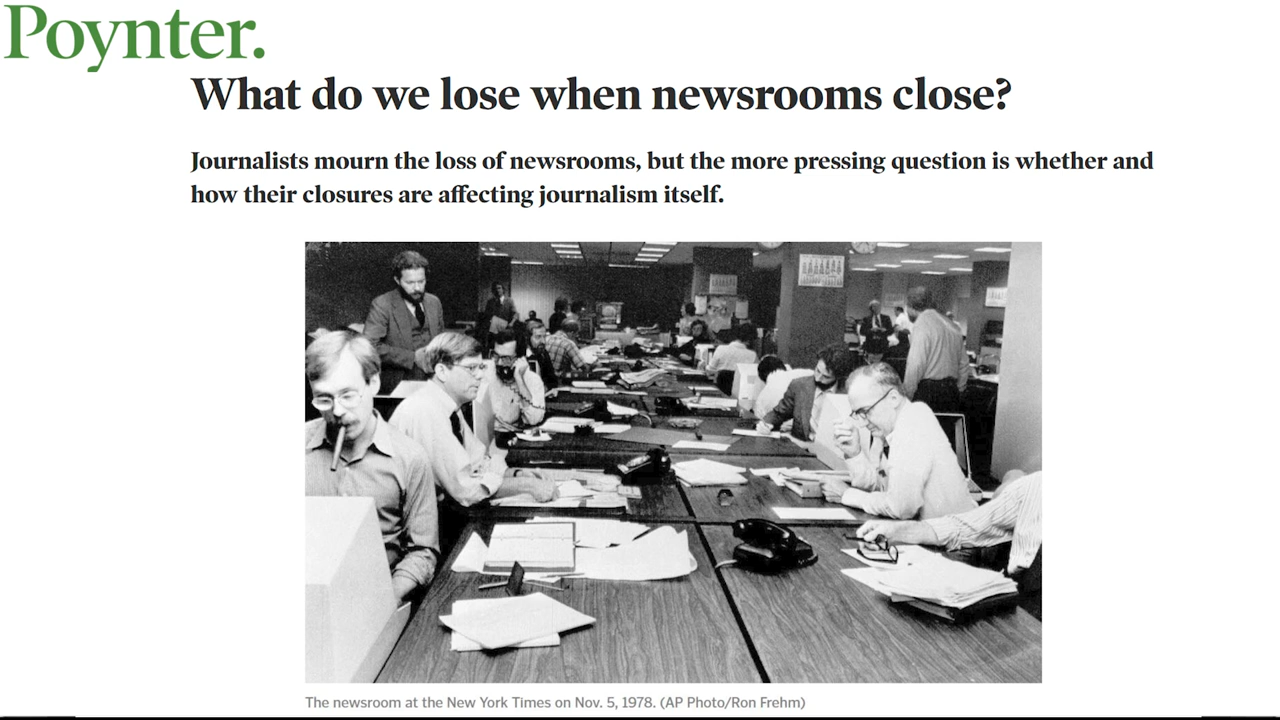 Poynter.
What do we lose when newsrooms close?
Journalists mourn the loss of newsrooms, but the more pressing question is whether and
how their closures are affecting journalism itself.
The newsroom at the New York Times on Nov. 5, 1978. (AP Photo/Ron Frehm)